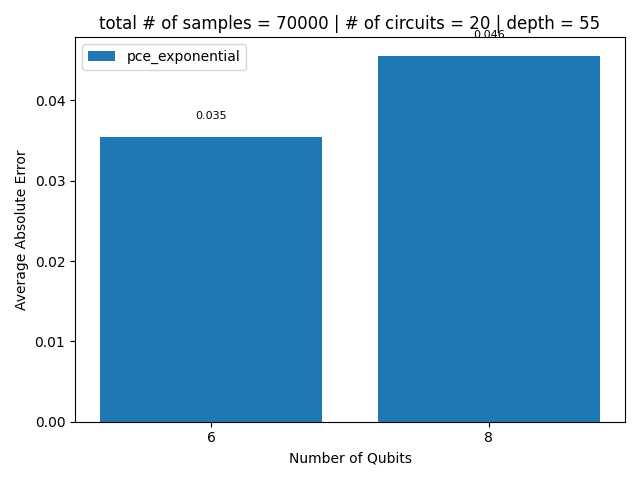 total # of samples = 70000 | # of circuits = 20 | depth = 55
0.046
pce_exponential
0.035
0.04
0.03
0.02
0.01
0.00
Average Absolute Error
6
8
Number of Qubits